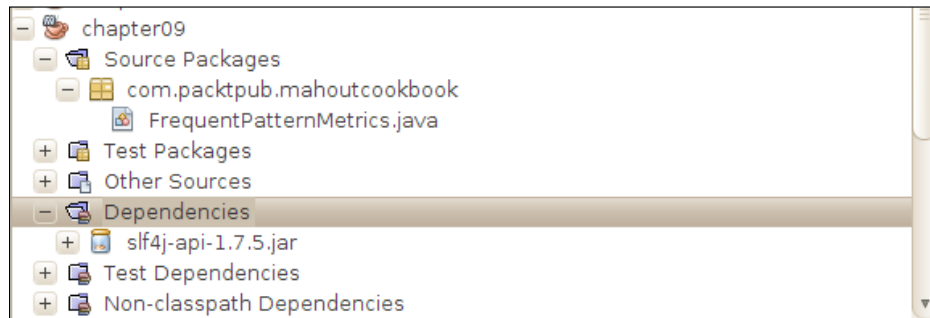 chapter09
Source Packages
com.packtpub.mahoutcookbook
FrequentPatternMetrics.java
Test Packages
Other Sources
Dependencies
slf4j-api-1.7.5.jar
Test Dependencies
Non-classpath Dependencies